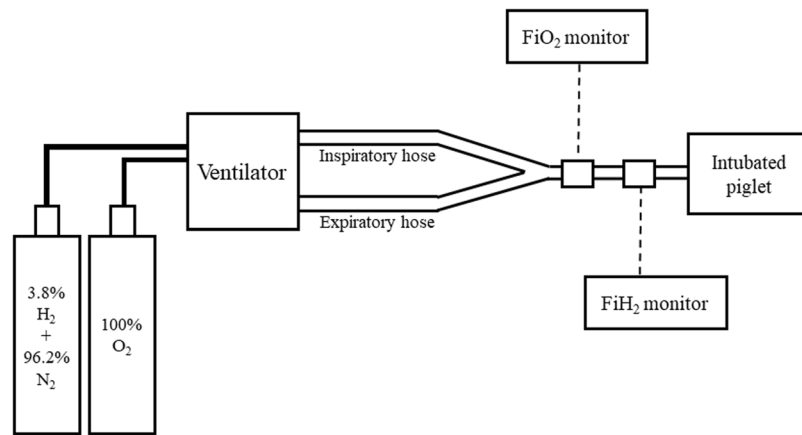 FiO₂ monitor
Ventilator
Inspiratory hose
Expiratory hose
Intubated
piglet
FiH₂ monitor
3.8%
H₂
+
96.2%
N₂
100%
O₂